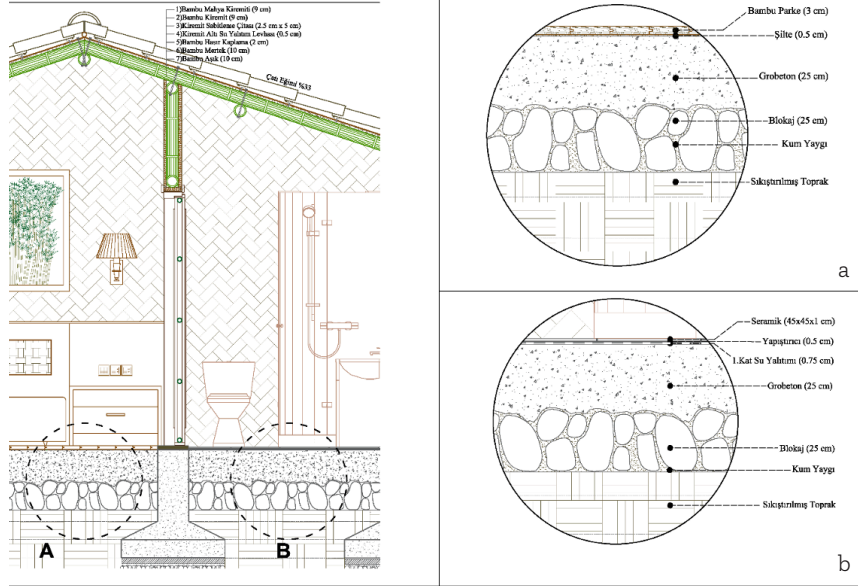 1)Bambu Mahya Kiremiti (9 cm)
2)Bambu Kiremit (9 cm)
3)Kiremit Sabitleme Çıtası (2.5 cm x 5 cm)
4)Kiremit Altı Su Yalıtım Levhası (0.5 cm)
5)Bambu Hasır Kaplama (2 cm)
6)Bambu Mertek (10 cm)
7)Bambu Aşık (10 cm)
Çatı Eğimi %33
A
B
Bambu Parke (3 cm)
Şilte (0.5 cm)
Grobeton (25 cm)
Blokaj (25 cm)
Kum Yaygı
Sıkıştırılmış Toprak
a
Seramik (45x45x1 cm)
Yapıştırıcı (0.5 cm)
1.Kat Su Yalıtımı (0.75 cm)
Grobeton (25 cm)
Blokaj (25 cm)
Kum Yaygı
Sıkıştırılmış Toprak
b